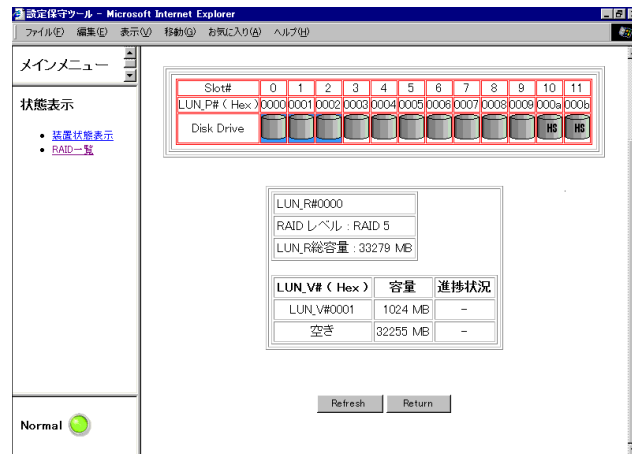 設定保守ツール - Microsoft Internet Explorer
ファイル(F) 編集(E) 表示(V) 移動(G) お気に入り(A) ヘルプ(H)
メインメニュー
状態表示
装置状態表示
RAID一覧
Normal
Slot# 0 1 2 3 4 5 6 7 8 9 10 11
LUN_P# ( Hex ) 0000 0001 0002 0003 0004 0005 0006 0007 0008 0009 000a 000b
Disk Drive HS HS
LUN_R#0000
RAID レベル : RAID 5
LUN_R総容量 : 33279 MB
LUN_V# ( Hex ) 容量 進捗状況
LUN_V#0001 1024 MB -
空き 32255 MB -
Refresh Return